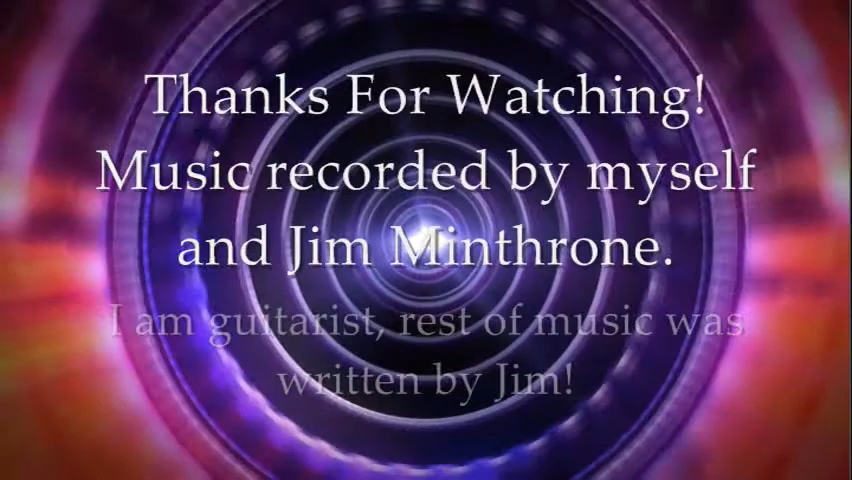 Thanks For Watching!
Music recorded by myself
and Jim Minthrone.
I am guitarist, rest of music was
written by Jim!